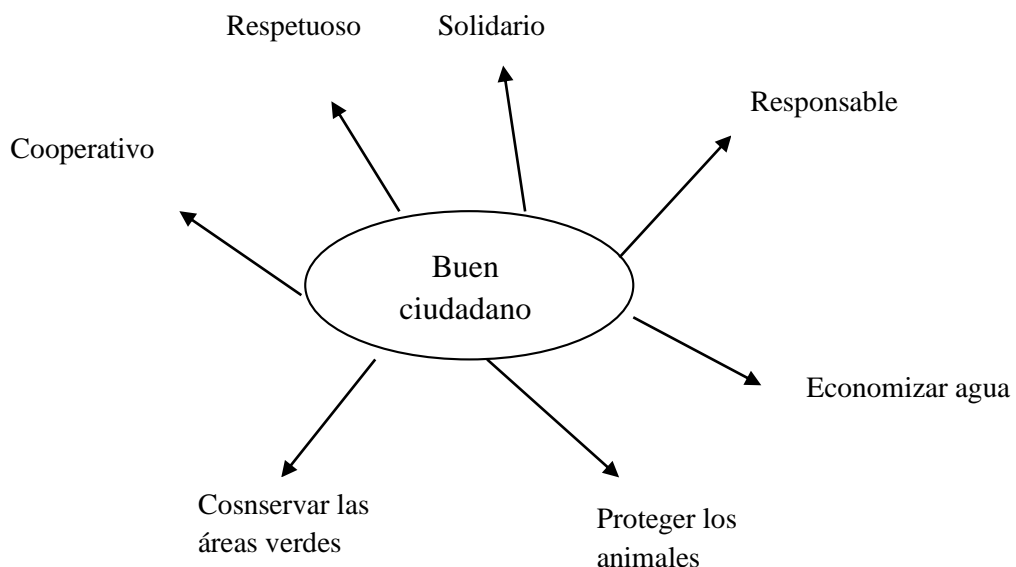 Respetuoso
Solidario
Responsable
Cooperativo
Buen
ciudadano
Economizar agua
Cosnservar las
áreas verdes
Proteger los
animales